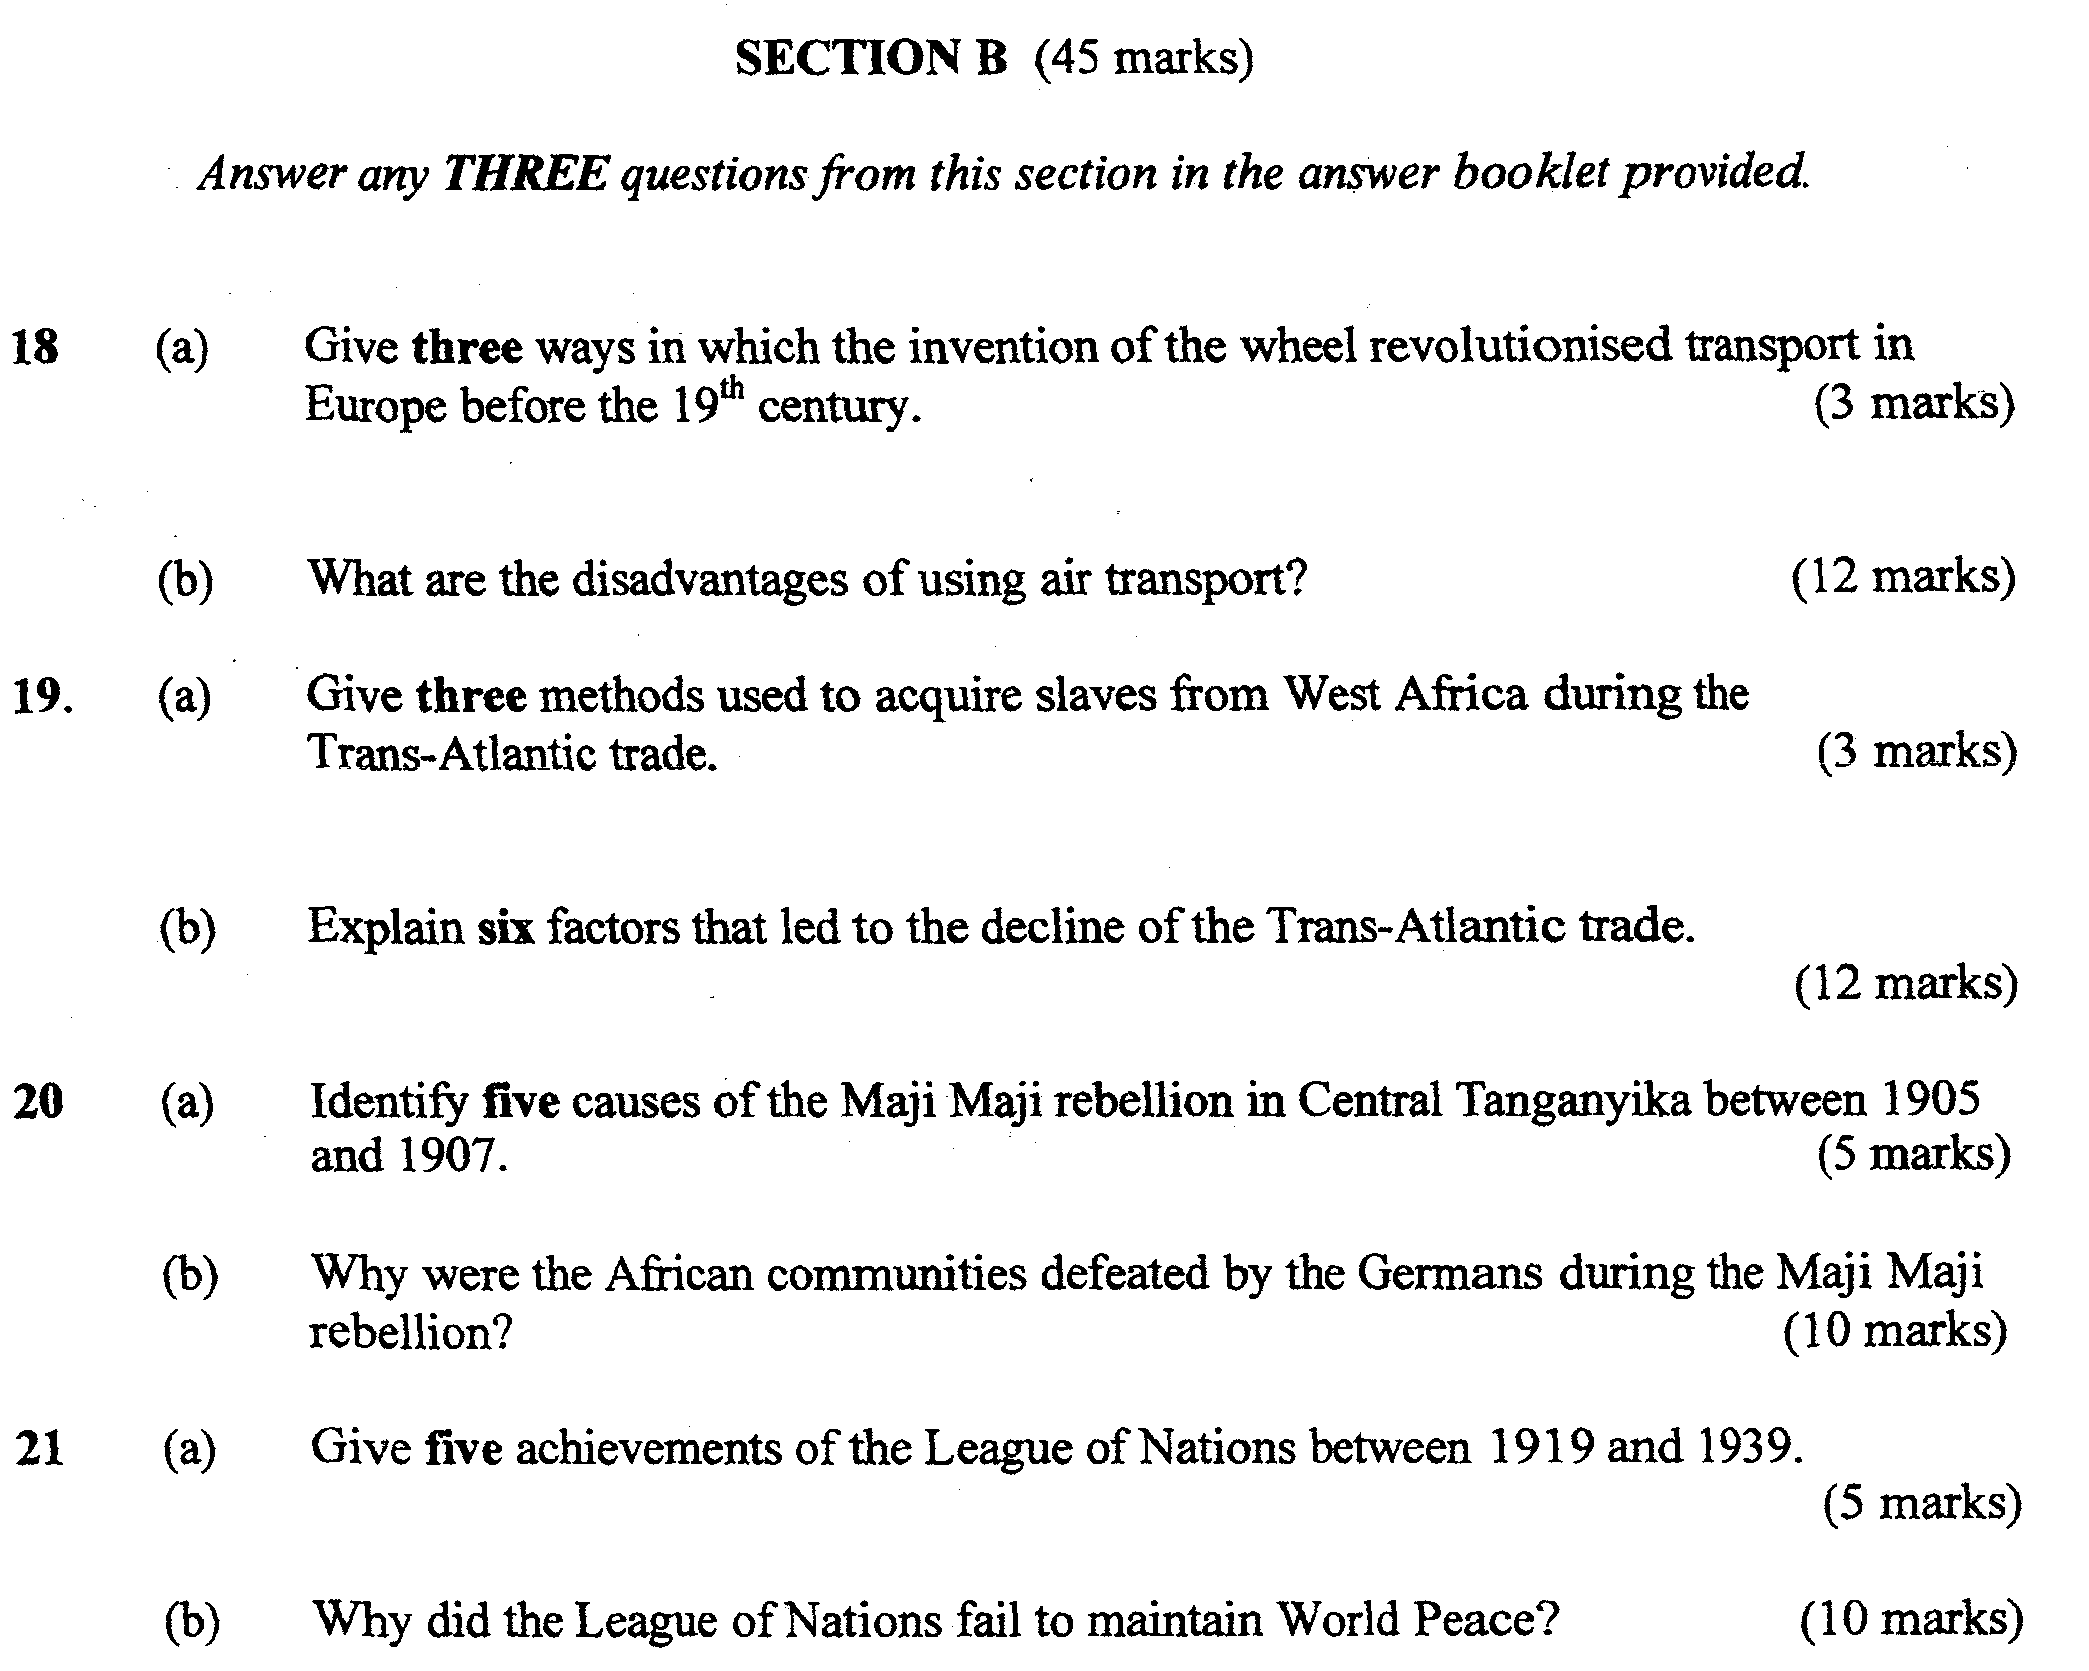 SECTION B (45 marks)
Answer any THREE questions from this section in the answer booklet provided.
18 (a) Give three ways in which the invention of the wheel revolutionised transport in
Europe before the 19th century. (3 marks)
(b) What are the disadvantages of using air transport? (12 marks)
19. (a) Give three methods used to acquire slaves from West Africa during the
Trans-Atlantic trade. (3 marks)
(b) Explain six factors that led to the decline of the Trans-Atlantic trade.
(12 marks)
20 (a) Identify five causes of the Maji Maji rebellion in Central Tanganyika between 1905
and 1907. (5 marks)
(b) Why were the African communities defeated by the Germans during the Maji Maji
rebellion? (10 marks)
21 (a) Give five achievements of the League of Nations between 1919 and 1939.
(5 marks)
(b) Why did the League of Nations fail to maintain World Peace? (10 marks)